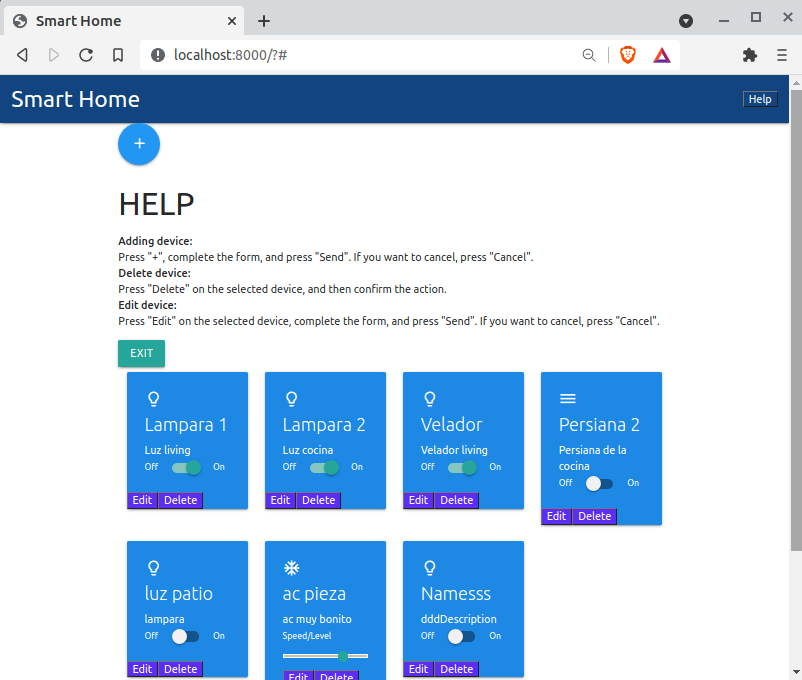 Smart Home
localhost:8000/?#
Smart Home
Help
+
HELP
Adding device:
Press "+", complete the form, and press "Send". If you want to cancel, press "Cancel".
Delete device:
Press "Delete" on the selected device, and then confirm the action.
Edit device:
Press "Edit" on the selected device, complete the form, and press "Send". If you want to cancel, press "Cancel".
EXIT
Lampara 1
Luz living
Off On
Edit Delete
Lampara 2
Luz cocina
Off On
Edit Delete
Velador
Velador living
Off On
Edit Delete
Persiana 2
Persiana de la
cocina
Off On
Edit Delete
luz patio
lampara
Off On
Edit Delete
ac pieza
ac muy bonito
Speed/Level
Edit Delete
Namesss
dddDescription
Off On
Edit Delete